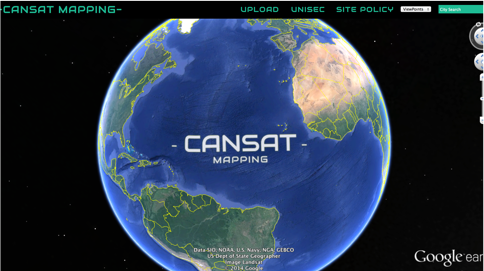 -CANSAT MAPPING-
UPLOAD UNISEC SITE POLICY ViewPoints City Search
- CANSAT -
MAPPING
Data SIO, NOAA, U.S. Navy, NGA, GEBCO
US Dept of State Geographer
Image Landsat
2014 Google
Google ear